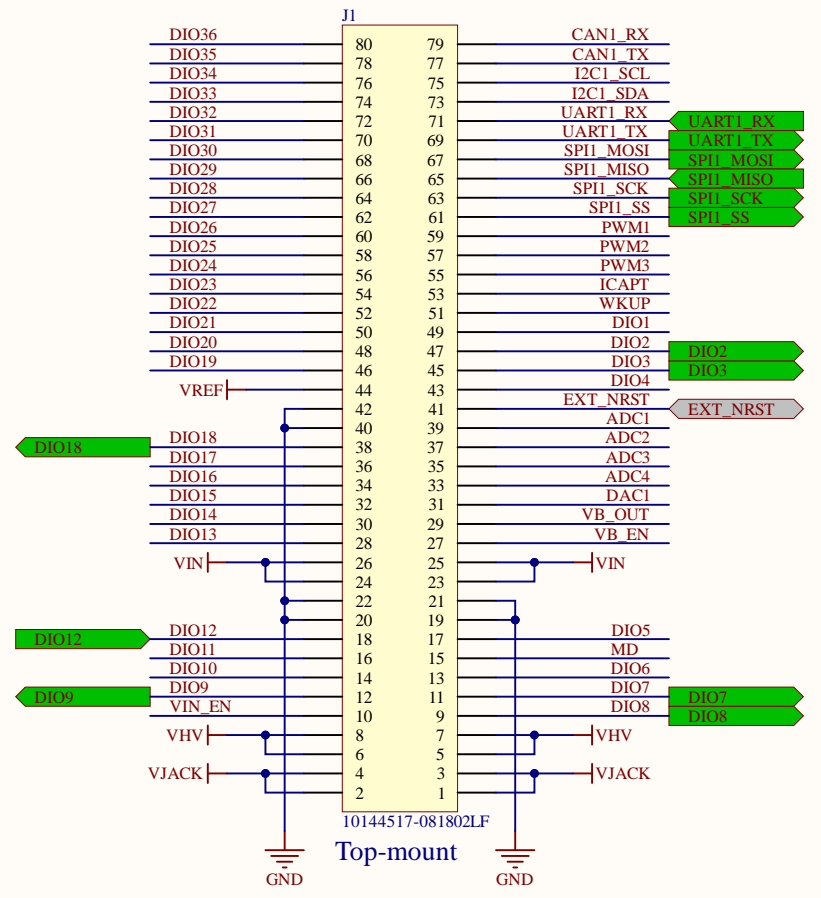 J1
DIO36 80 79 CAN1_RX
DIO35 78 77 CAN1_TX
DIO34 76 75 I2C1_SCL
DIO33 74 73 I2C1_SDA
DIO32 72 71 UART1_RX UART1_RX
DIO31 70 69 UART1_TX UART1_TX
DIO30 68 67 SPI1_MOSI SPI1_MOSI
DIO29 66 65 SPI1_MISO SPI1_MISO
DIO28 64 63 SPI1_SCK SPI1_SCK
DIO27 62 61 SPI1_SS SPI1_SS
DIO26 60 59 PWM1
DIO25 58 57 PWM2
DIO24 56 55 PWM3
DIO23 54 53 ICAPT
DIO22 52 51 WKUP
DIO21 50 49 DIO1
DIO20 48 47 DIO2 DIO2
DIO19 46 45 DIO3 DIO3
VREF 44 43 DIO4
42 41 EXT_NRST EXT_NRST
40 39 ADC1
DIO18 DIO18 38 37 ADC2
DIO17 36 35 ADC3
DIO16 34 33 ADC4
DIO15 32 31 DAC1
DIO14 30 29 VB_OUT
DIO13 28 27 VB_EN
VIN 26 25 VIN
24 23
22 21
20 19
DIO12 DIO12 18 17 DIO5
DIO11 16 15 MD
DIO10 14 13 DIO6
DIO9 DIO9 12 11 DIO7 DIO7
VIN_EN 10 9 DIO8 DIO8
VHV 8 7 VHV
6 5
VJACK 4 3 VJACK
2 1
10144517-081802LF
Top-mount
GND GND